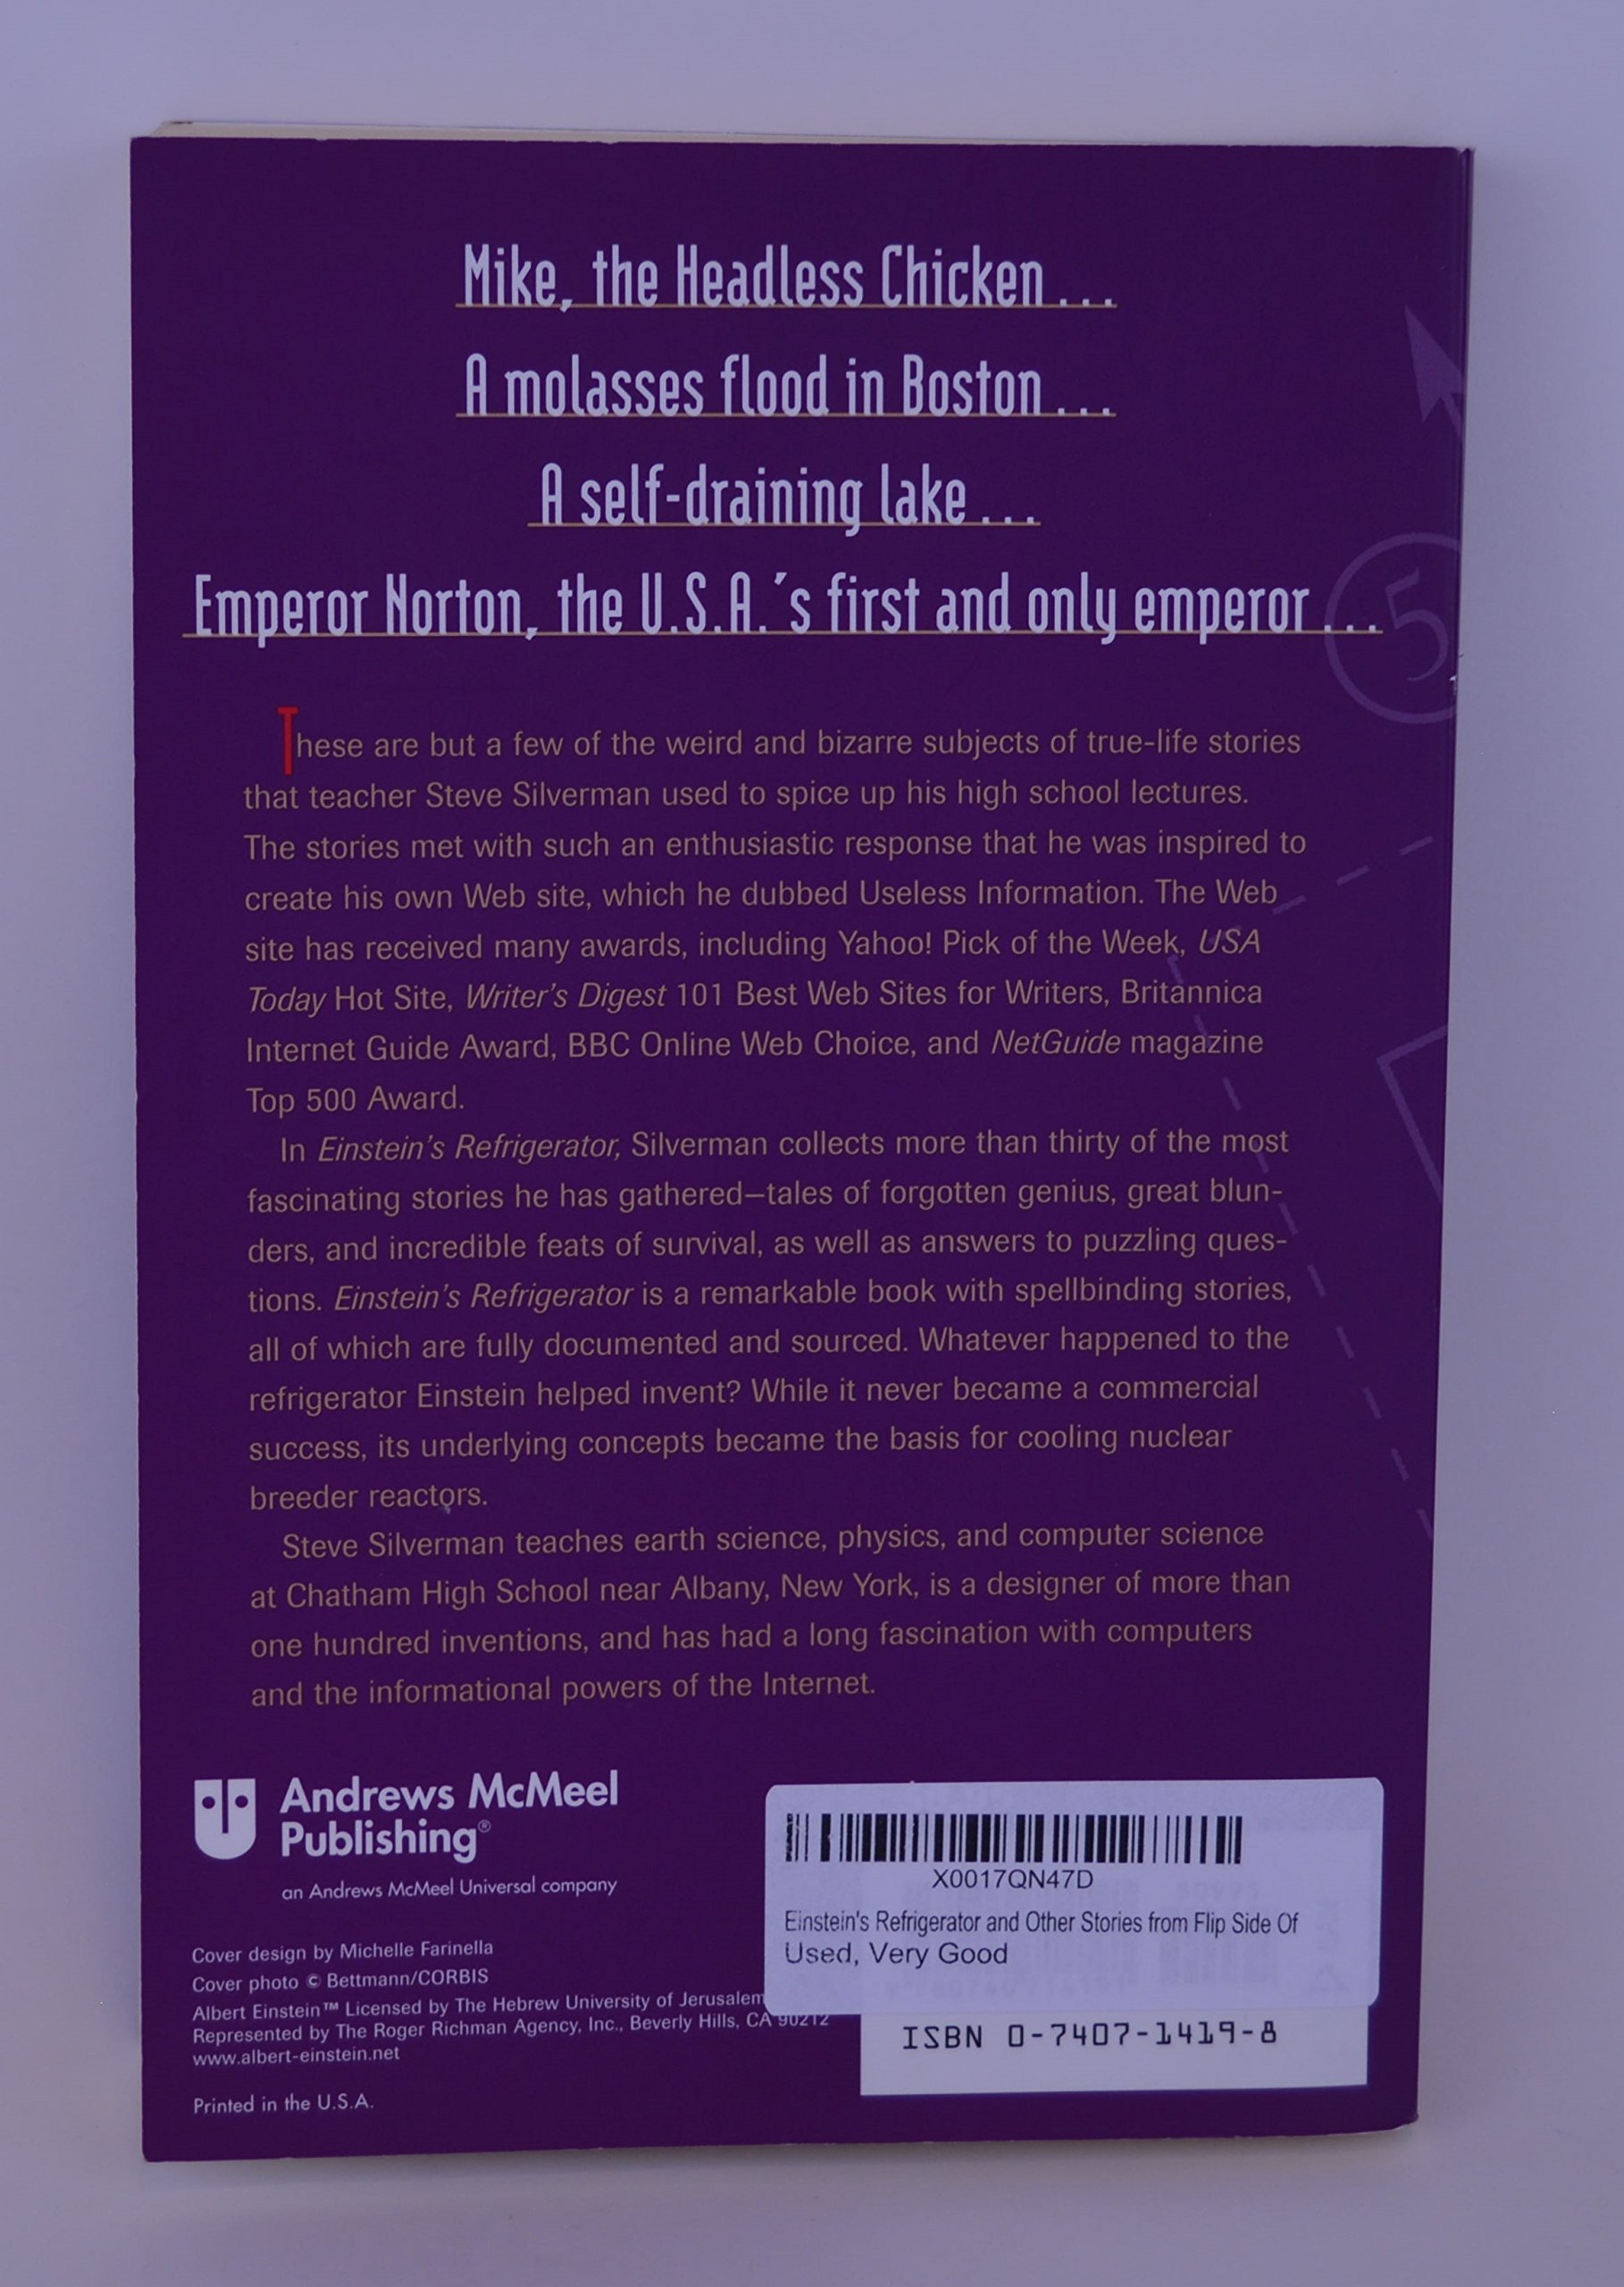 Mike, the Headless Chicken . . .
A molasses flood in Boston . . .
A self-draining lake . . .
Emperor Norton, the U.S.A.'s first and only emperor . . .
5
These are but a few of the weird and bizarre subjects of true-life stories
that teacher Steve Silverman used to spice up his high school lectures.
The stories met with such an enthusiastic response that he was inspired to
create his own Web site, which he dubbed Useless Information. The Web
site has received many awards, including Yahoo! Pick of the Week, USA
Today Hot Site, Writer's Digest 101 Best Web Sites for Writers, Britannica
Internet Guide Award, BBC Online Web Choice, and NetGuide magazine
Top 500 Award.
In Einstein's Refrigerator, Silverman collects more than thirty of the most
fascinating stories he has gathered—tales of forgotten genius, great blun-
ders, and incredible feats of survival, as well as answers to puzzling ques-
tions. Einstein's Refrigerator is a remarkable book with spellbinding stories,
all of which are fully documented and sourced. Whatever happened to the
refrigerator Einstein helped invent? While it never became a commercial
success, its underlying concepts became the basis for cooling nuclear
breeder reactors.
Steve Silverman teaches earth science, physics, and computer science
at Chatham High School near Albany, New York, is a designer of more than
one hundred inventions, and has had a long fascination with computers
and the informational powers of the Internet.
Andrews McMeel
Publishing®
an Andrews McMeel Universal company
Cover design by Michelle Farinella
Cover photo © Bettmann/CORBIS
Albert Einstein™ Licensed by The Hebrew University of Jerusalem
Represented by The Roger Richman Agency, Inc., Beverly Hills, CA 90212
www.albert-einstein.net
Printed in the U.S.A.
X0017QN47D
Einstein's Refrigerator and Other Stories from Flip Side Of
Used, Very Good
ISBN 0-7407-1419-8